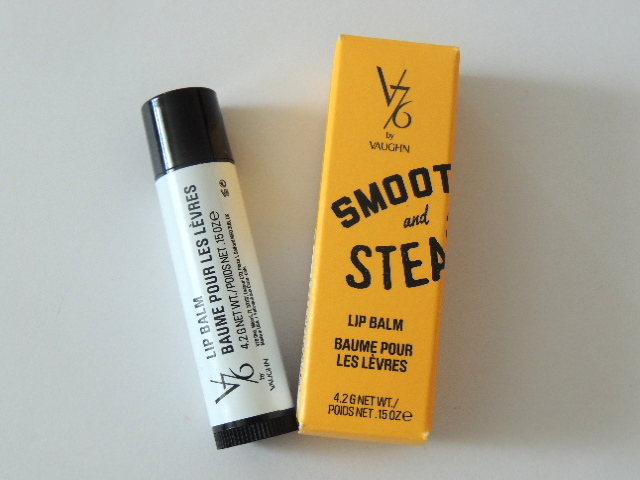 V76
by
VAUGHN
LIP BALM
BAUME POUR LES LÈVRES
4.2 G NET WT./POIDS NET .15 OZ e
V76
by
VAUGHN
SMOOT
and
STEA
LIP BALM
BAUME POUR
LES LÈVRES
4.2 G NET WT./
POIDS NET .15 OZ e